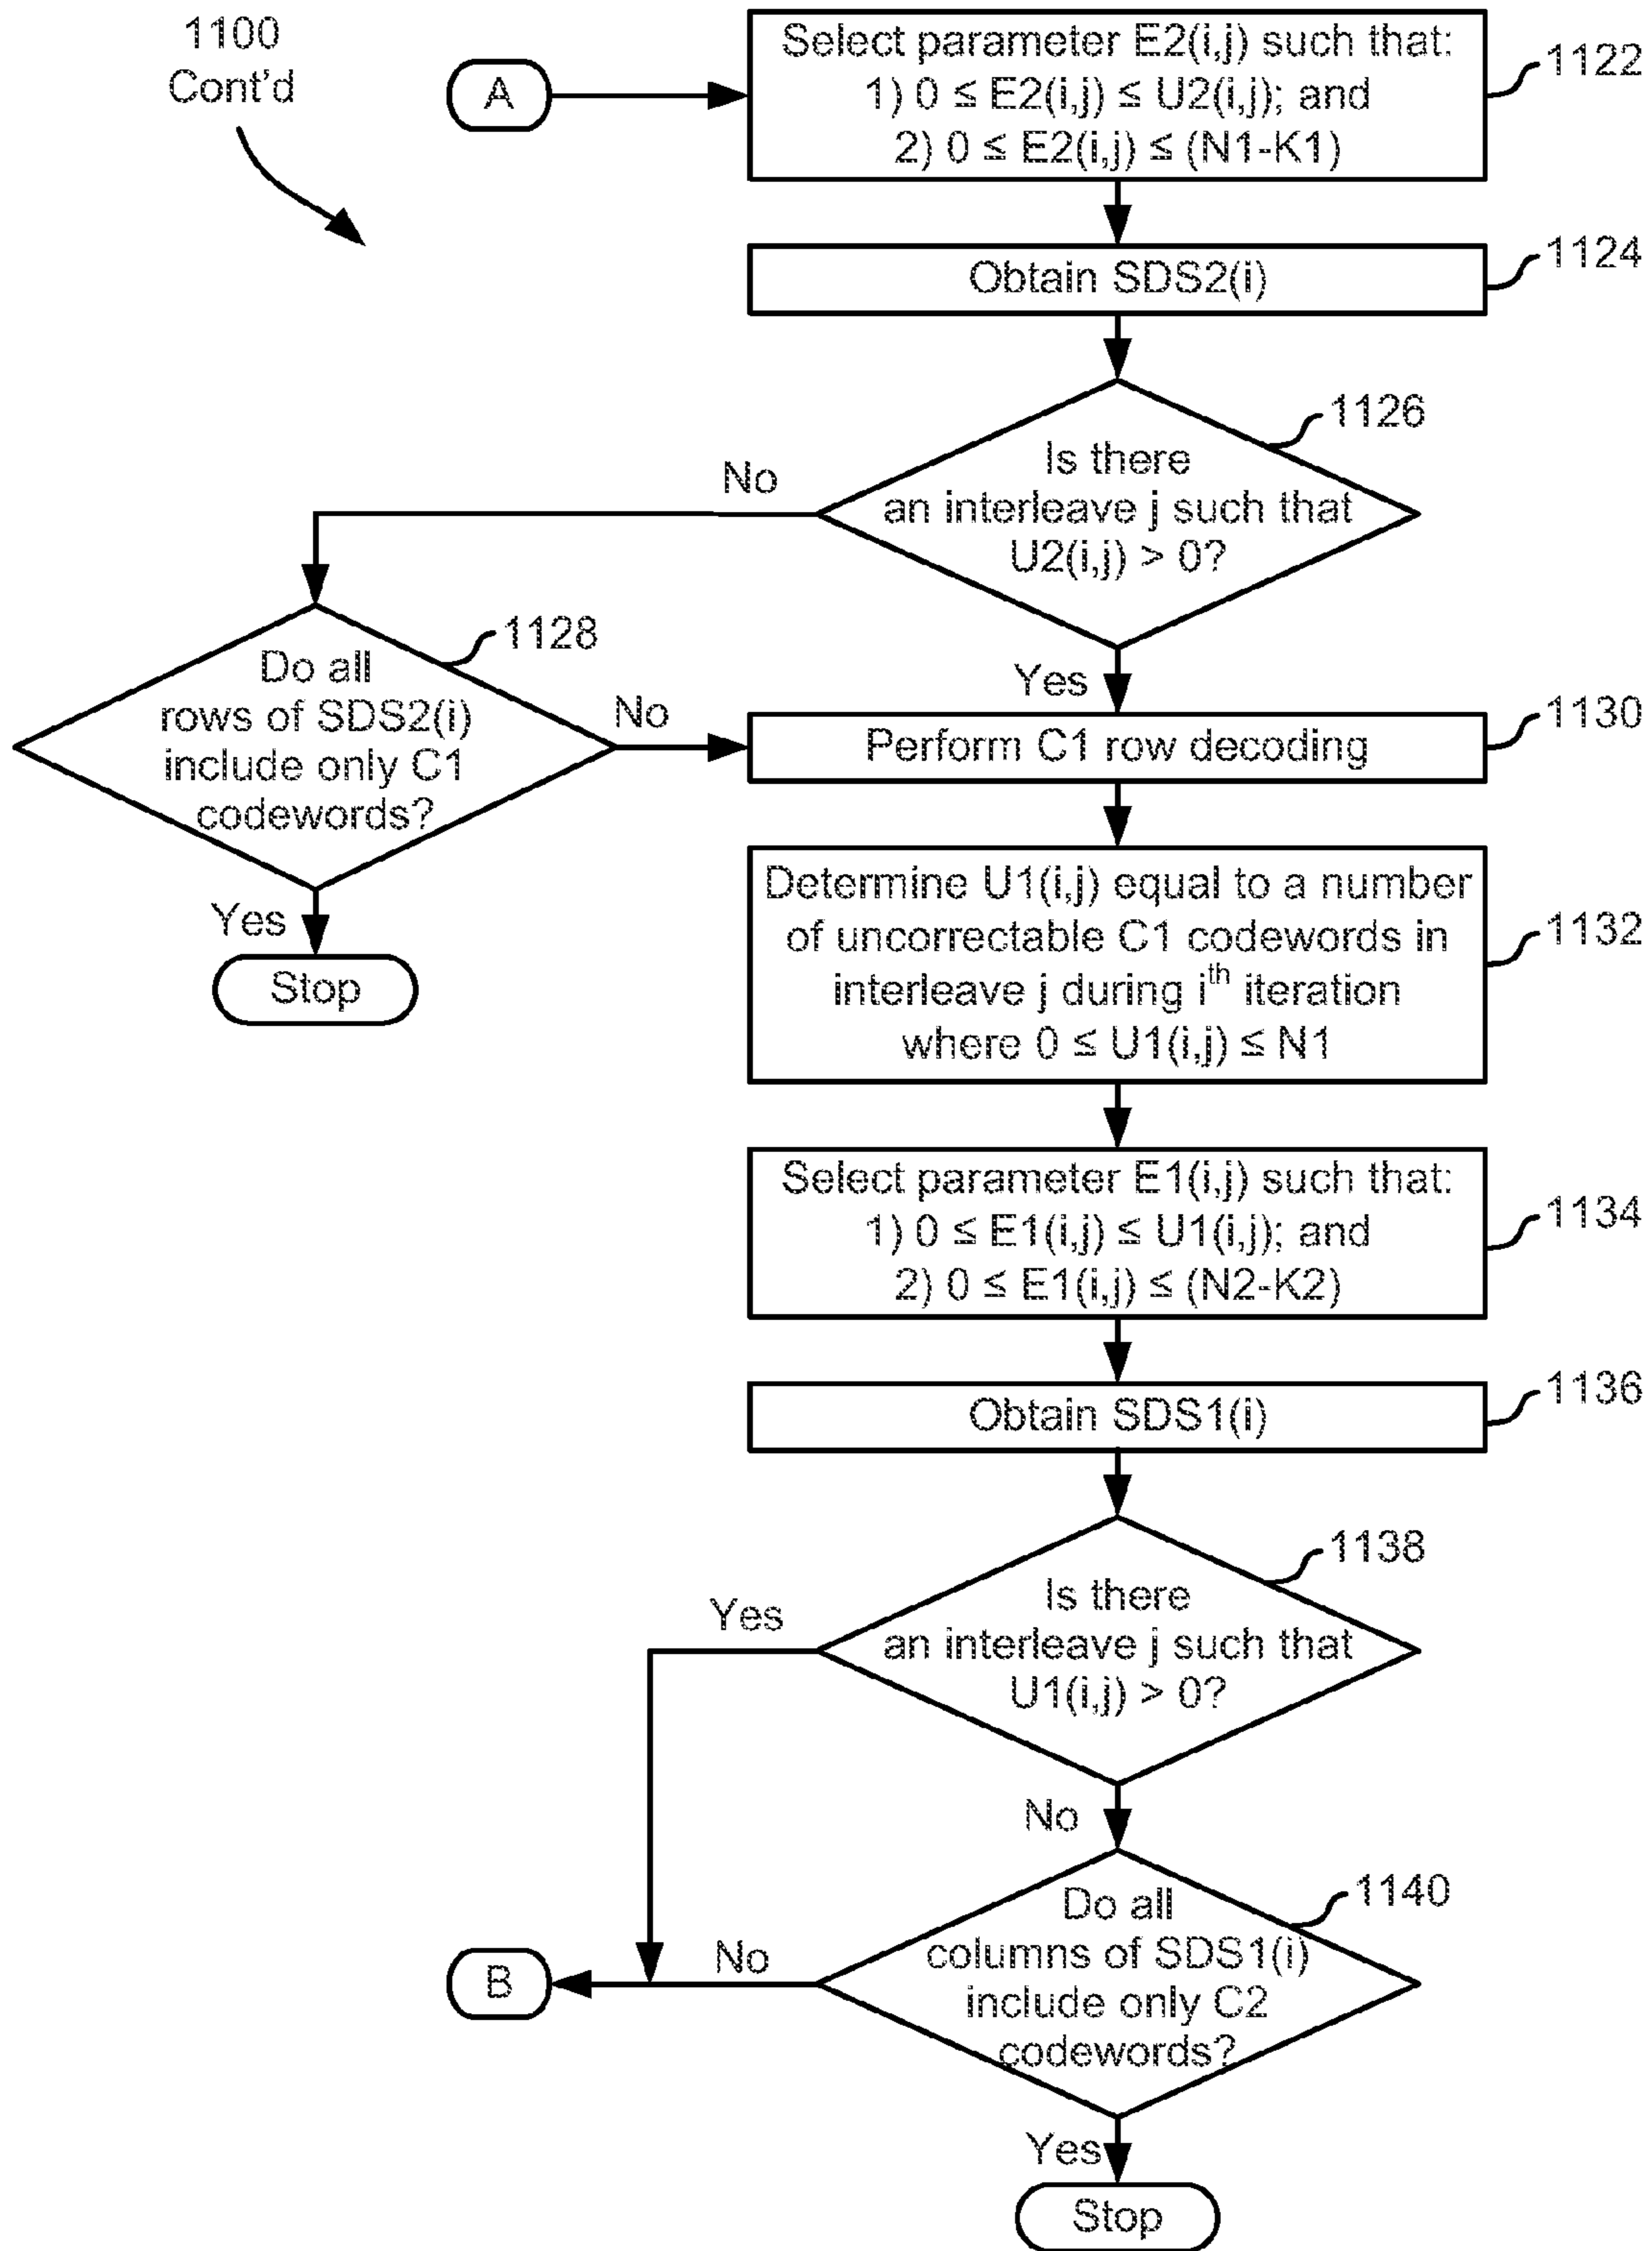 1100
Cont'd
A
Select parameter E2(i,j) such that:
1) 0 ≤ E2(i,j) ≤ U2(i,j); and
2) 0 ≤ E2(i,j) ≤ (N1-K1)
1122
Obtain SDS2(i)
1124
Is there
an interleave j such that
U2(i,j) > 0?
1126
No
Yes
Do all
rows of SDS2(i)
include only C1
codewords?
1128
No
Yes
Stop
Perform C1 row decoding
1130
Determine U1(i,j) equal to a number
of uncorrectable C1 codewords in
interleave j during iᵗʰ iteration
where 0 ≤ U1(i,j) ≤ N1
1132
Select parameter E1(i,j) such that:
1) 0 ≤ E1(i,j) ≤ U1(i,j); and
2) 0 ≤ E1(i,j) ≤ (N2-K2)
1134
Obtain SDS1(i)
1136
Is there
an interleave j such that
U1(i,j) > 0?
1138
Yes
No
Do all
columns of SDS1(i)
include only C2
codewords?
1140
No
B
Yes
Stop